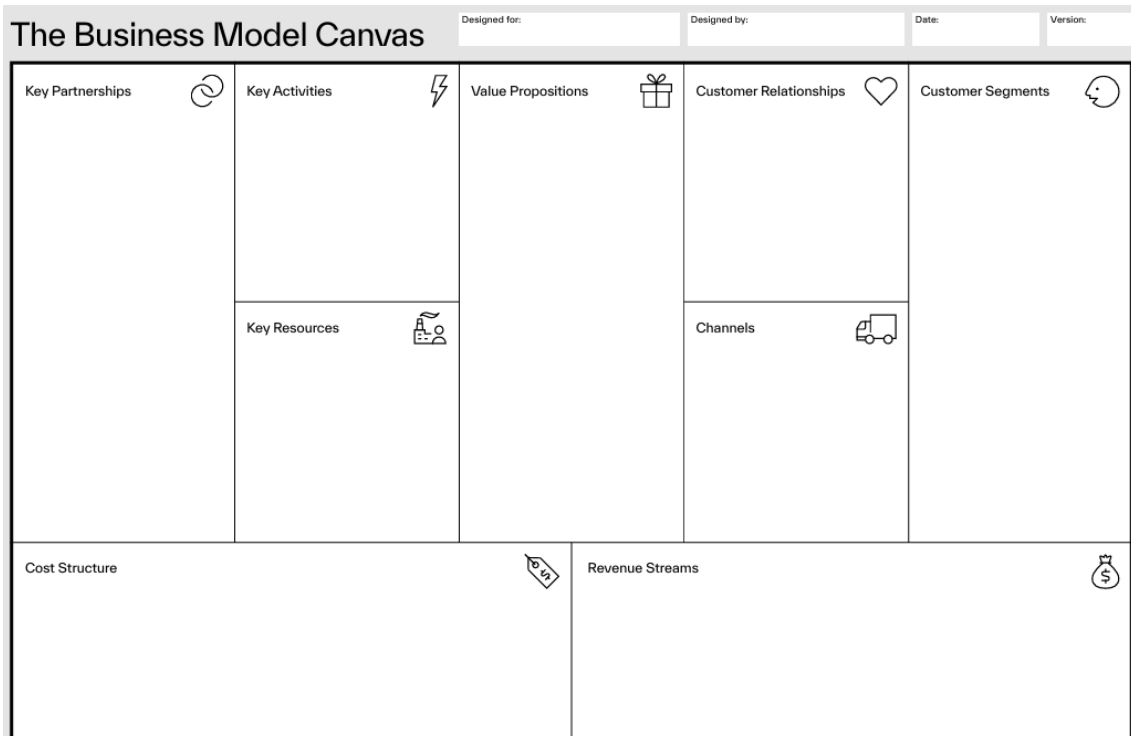 The Business Model Canvas
Designed for:
Designed by:
Date:
Version:
Key Partnerships
Key Activities
Value Propositions
Customer Relationships
Customer Segments
Key Resources
Channels
Cost Structure
Revenue Streams